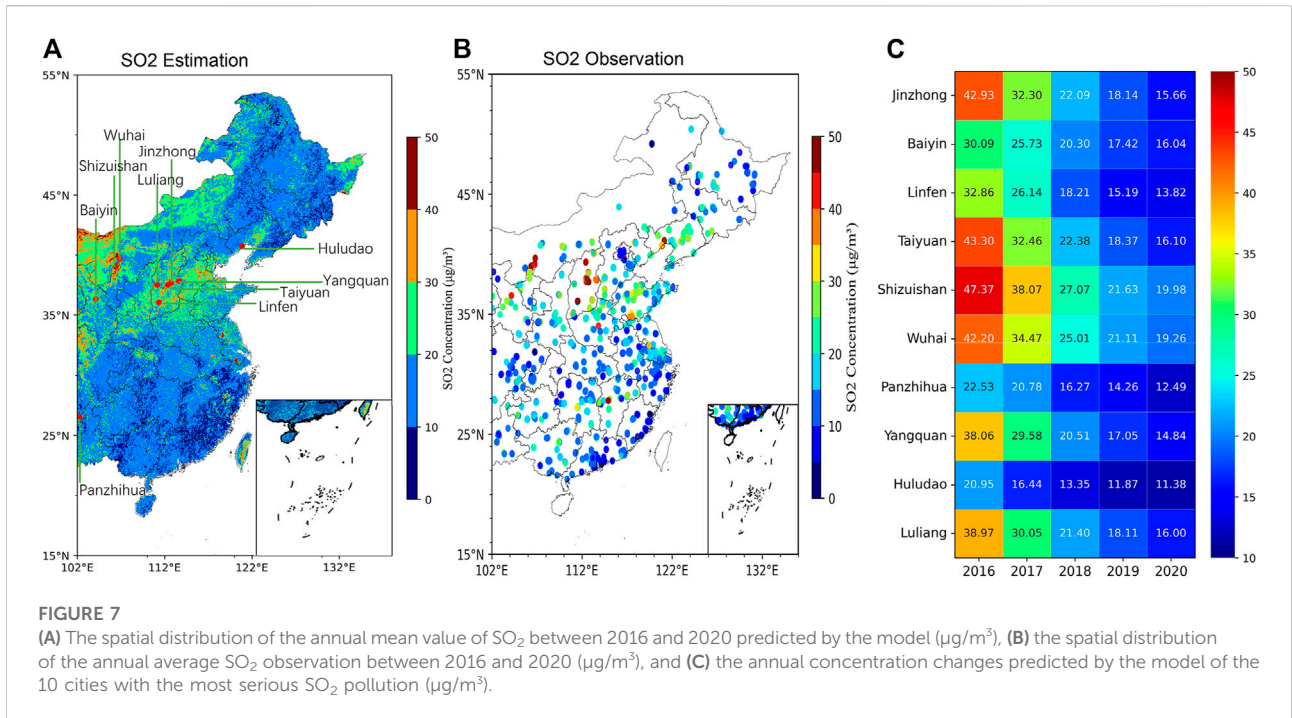 A
SO2 Estimation
55°N
45°N
35°N
25°N
15°N
102°E
112°E
122°E
132°E
Wuhai
Jinzhong
Shizuishan
Luliang
Baiyin
Huludao
Yangquan
Taiyuan
Linfen
Panzhihua
50
40
30
20
10
0
SO2 Concentration (μg/m³)
B
SO2 Observation
55°N
45°N
35°N
25°N
15°N
102°E
112°E
122°E
132°E
50
40
30
20
10
0
SO2 Concentration (μg/m³)
C
Jinzhong 42.93 32.30 22.09 18.14 15.66
Baiyin 30.09 25.73 20.30 17.42 16.04
Linfen 32.86 26.14 18.21 15.19 13.82
Taiyuan 43.30 32.46 22.38 18.37 16.10
Shizuishan 47.37 38.07 27.07 21.63 19.98
Wuhai 42.20 34.47 25.01 21.11 19.26
Panzhihua 22.53 20.78 16.27 14.26 12.49
Yangquan 38.06 29.58 20.51 17.05 14.84
Huludao 20.95 16.44 13.35 11.87 11.38
Luliang 38.97 30.05 21.40 18.11 16.00
2016 2017 2018 2019 2020
50
45
40
35
30
25
20
15
10
FIGURE 7
(A) The spatial distribution of the annual mean value of SO₂ between 2016 and 2020 predicted by the model (μg/m³), (B) the spatial distribution
of the annual average SO₂ observation between 2016 and 2020 (μg/m³), and (C) the annual concentration changes predicted by the model of the
10 cities with the most serious SO₂ pollution (μg/m³).